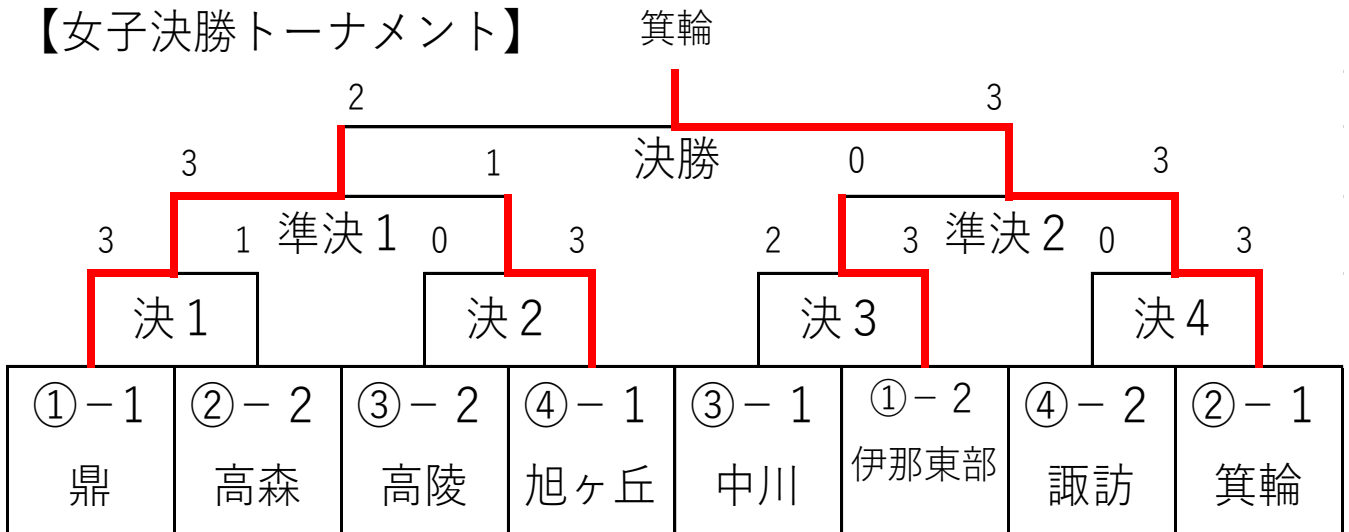 【女子決勝トーナメント】 箕輪
2 3
3 1 決勝 0 3
3 1 準決1 0 3 2 3 準決2 0 3
決1 決2 決3 決4
①－1 ②－2 ③－2 ④－1 ③－1 ①－2 ④－2 ②－1
鼎 高森 高陵 旭ヶ丘 中川 伊那東部 諏訪 箕輪